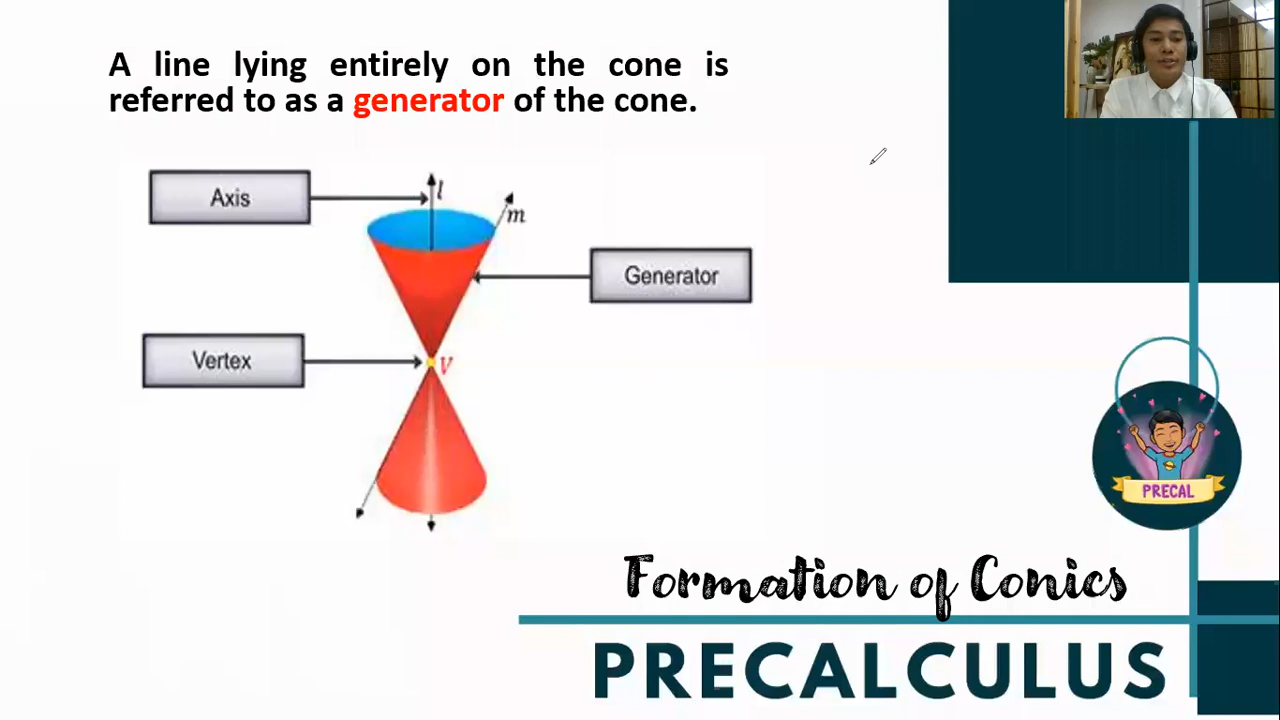 A line lying entirely on the cone is
referred to as a generator of the cone.
Axis
l
m
Generator
Vertex
V
PRECAL
Formation of Conics
PRECALCULUS